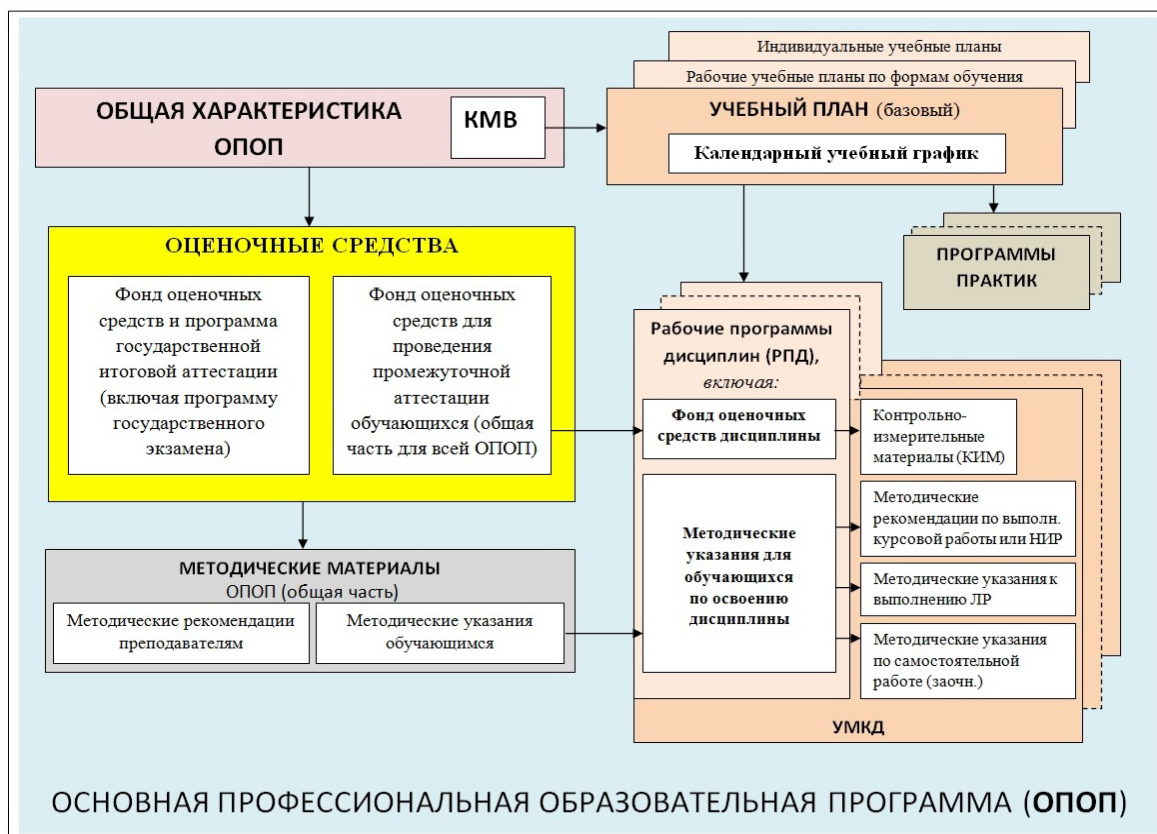 Индивидуальные учебные планы
Рабочие учебные планы по формам обучения
ОБЩАЯ ХАРАКТЕРИСТИКА
ОПОП
КМВ
УЧЕБНЫЙ ПЛАН (базовый)
Календарный учебный график
ПРОГРАММЫ
ПРАКТИК
ОЦЕНОЧНЫЕ СРЕДСТВА
Фонд оценочных
средств и программа
государственной
итоговой аттестации
(включая программу
государственного
экзамена)
Фонд оценочных
средств для
проведения
промежуточной
аттестации
обучающихся (общая
часть для всей ОПОП)
Рабочие программы
дисциплин (РПД),
включая:
Фонд оценочных
средств дисциплины
Контрольно-
измерительные
материалы (КИМ)
Методические
указания для
обучающихся
по освоению
дисциплины
Методические
рекомендации по выполн.
курсовой работы или НИР
Методические указания к
выполнению ЛР
Методические указания
по самостоятельной
работе (заочн.)
УМКД
МЕТОДИЧЕСКИЕ МАТЕРИАЛЫ
ОПОП (общая часть)
Методические рекомендации
преподавателям
Методические указания
обучающимся
ОСНОВНАЯ ПРОФЕССИОНАЛЬНАЯ ОБРАЗОВАТЕЛЬНАЯ ПРОГРАММА (ОПОП)